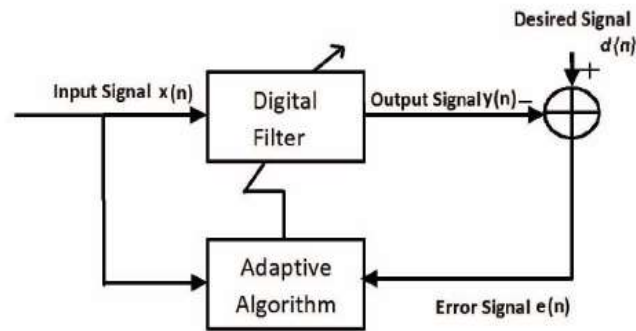 Desired Signal
d(n)
+
Input Signal x(n)
Digital
Filter
Output Signal y(n) –
Adaptive
Algorithm
Error Signal e(n)